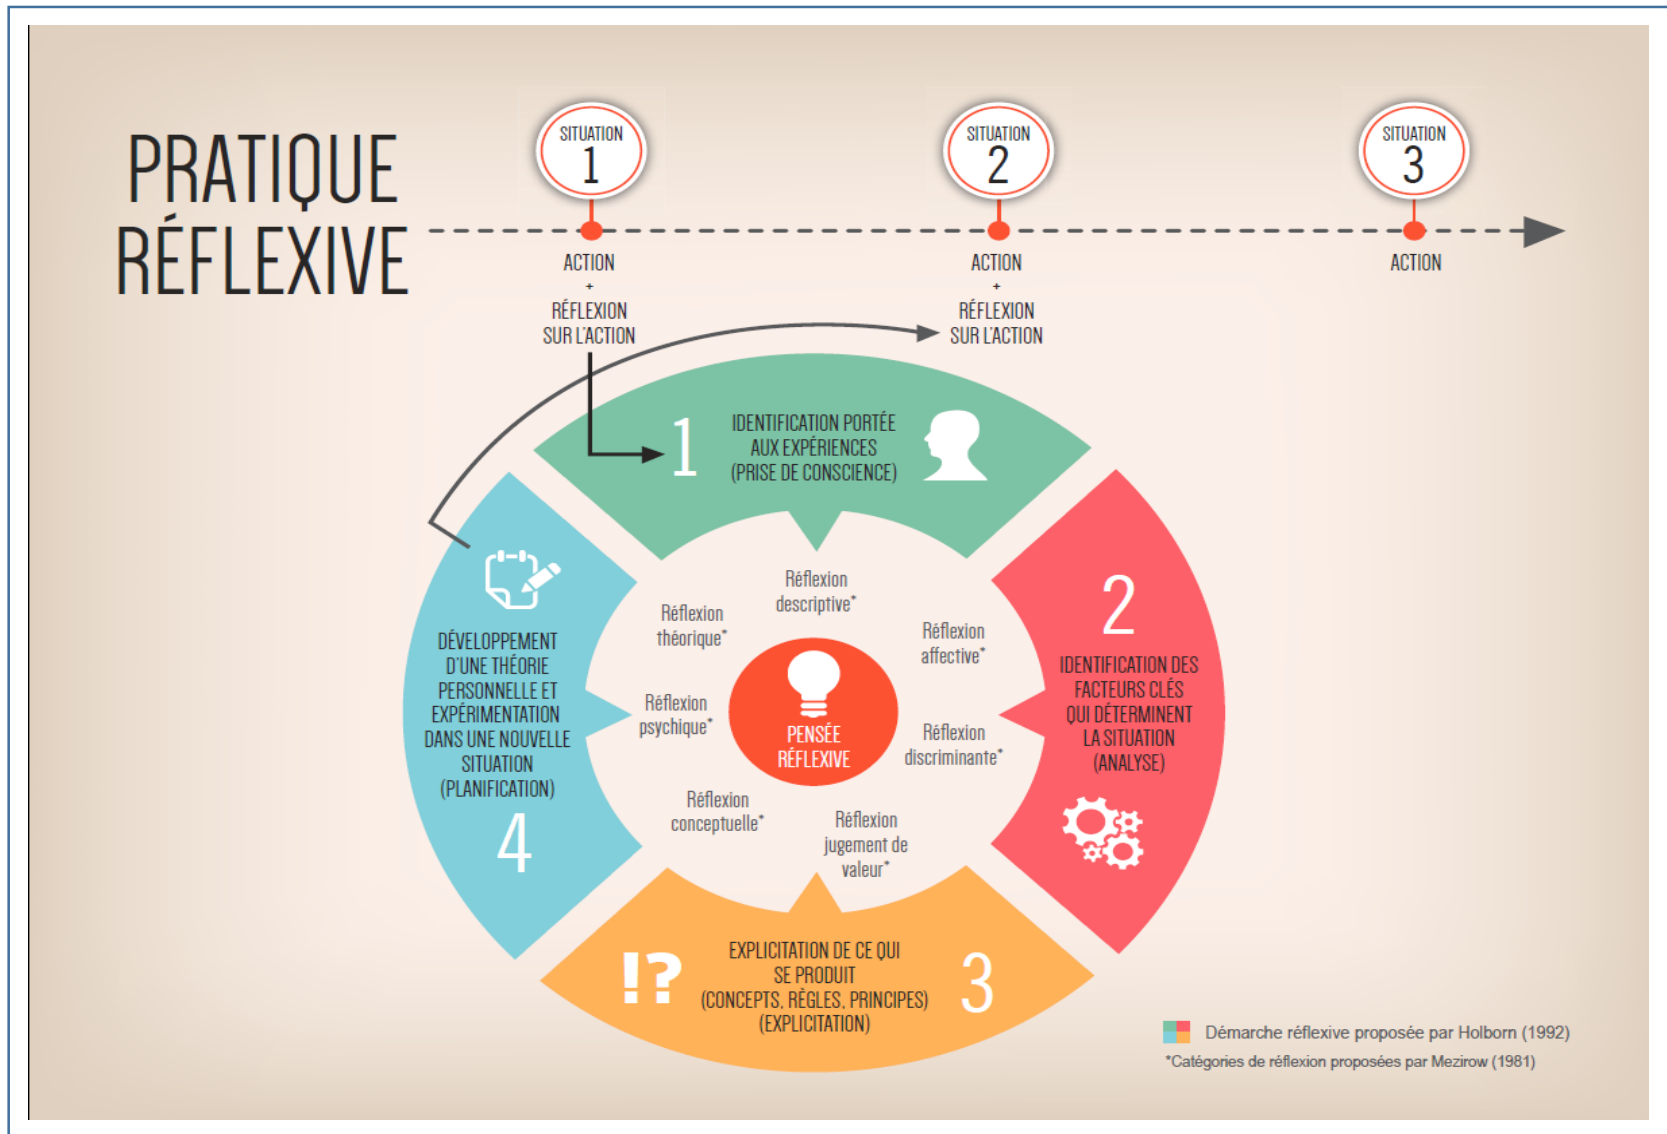 PRATIQUE
RÉFLEXIVE
SITUATION
1
ACTION
+
RÉFLEXION
SUR L'ACTION
SITUATION
2
ACTION
+
RÉFLEXION
SUR L'ACTION
SITUATION
3
ACTION
1
IDENTIFICATION PORTÉE
AUX EXPÉRIENCES
(PRISE DE CONSCIENCE)
2
IDENTIFICATION DES
FACTEURS CLÉS
QUI DÉTERMINENT
LA SITUATION
(ANALYSE)
!?
EXPLICITATION DE CE QUI
SE PRODUIT
(CONCEPTS, RÈGLES, PRINCIPES)
(EXPLICITATION)
3
DÉVELOPPEMENT
D'UNE THÉORIE
PERSONNELLE ET
EXPÉRIMENTATION
DANS UNE NOUVELLE
SITUATION
(PLANIFICATION)
4
Réflexion
descriptive*
Réflexion
affective*
Réflexion
discriminante*
Réflexion
jugement de
valeur*
Réflexion
conceptuelle*
Réflexion
psychique*
Réflexion
théorique*
PENSÉE
RÉFLEXIVE
Démarche réflexive proposée par Holborn (1992)
*Catégories de réflexion proposées par Mezirow (1981)